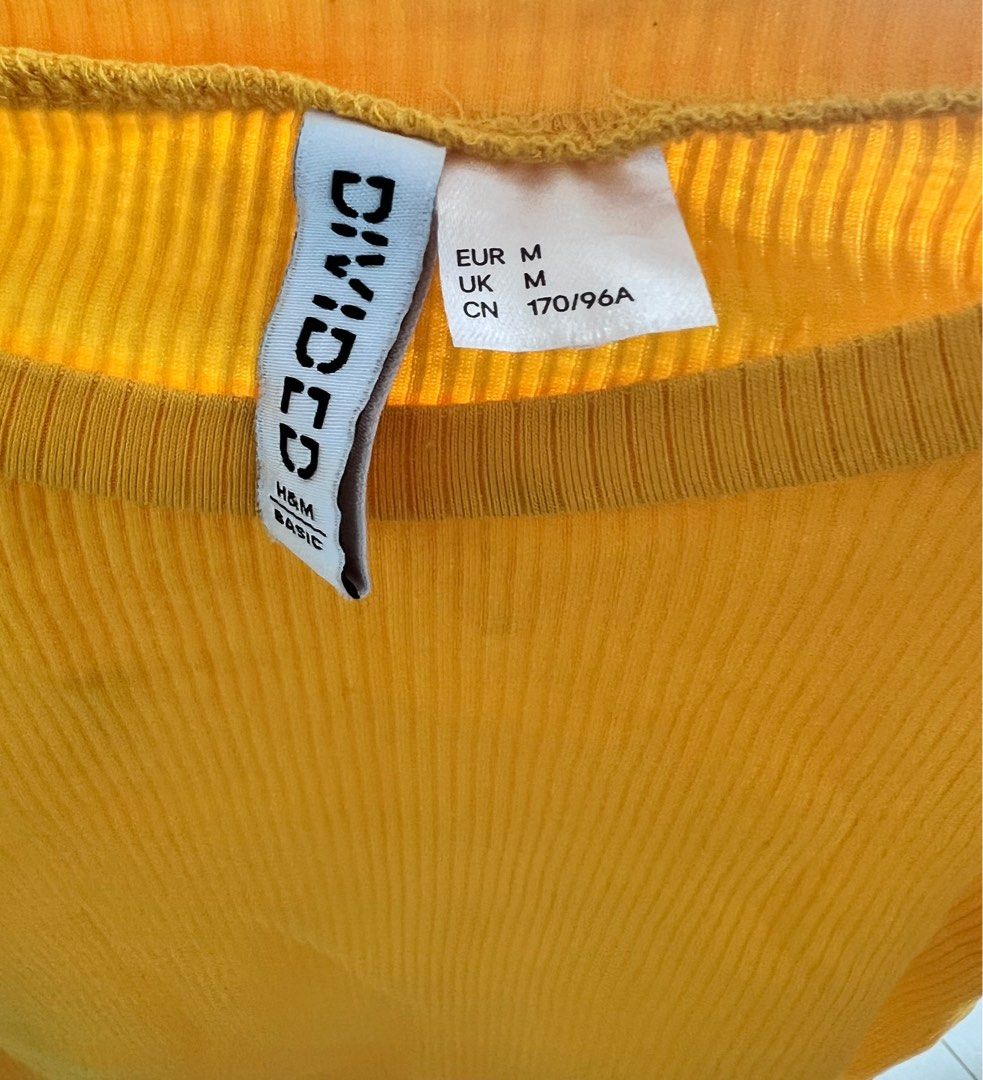 DIVIDED
H&M
BASIC
EUR M
UK M
CN 170/96A